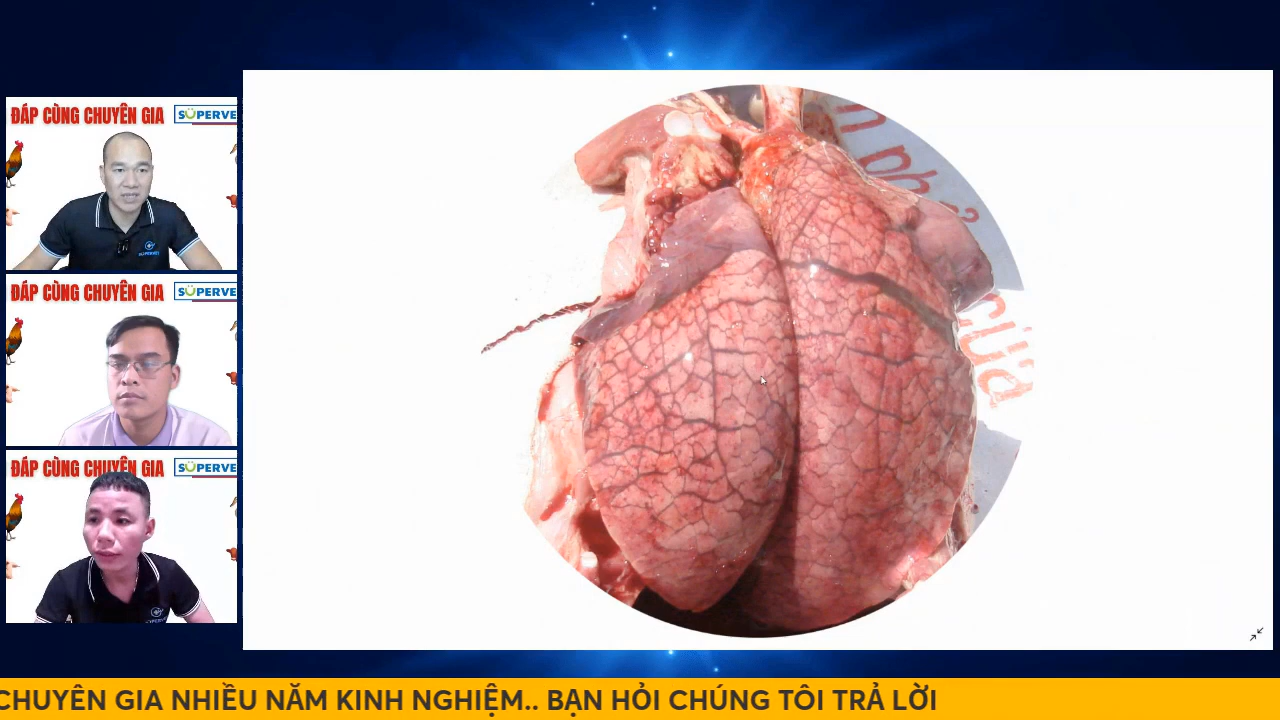 ĐÁP CÙNG CHUYÊN GIA
SUPERVE
ĐÁP CÙNG CHUYÊN GIA
SUPERVE
ĐÁP CÙNG CHUYÊN GIA
SUPERVE
của
CHUYÊN GIA NHIỀU NĂM KINH NGHIỆM.. BẠN HỎI CHÚNG TÔI TRẢ LỜI